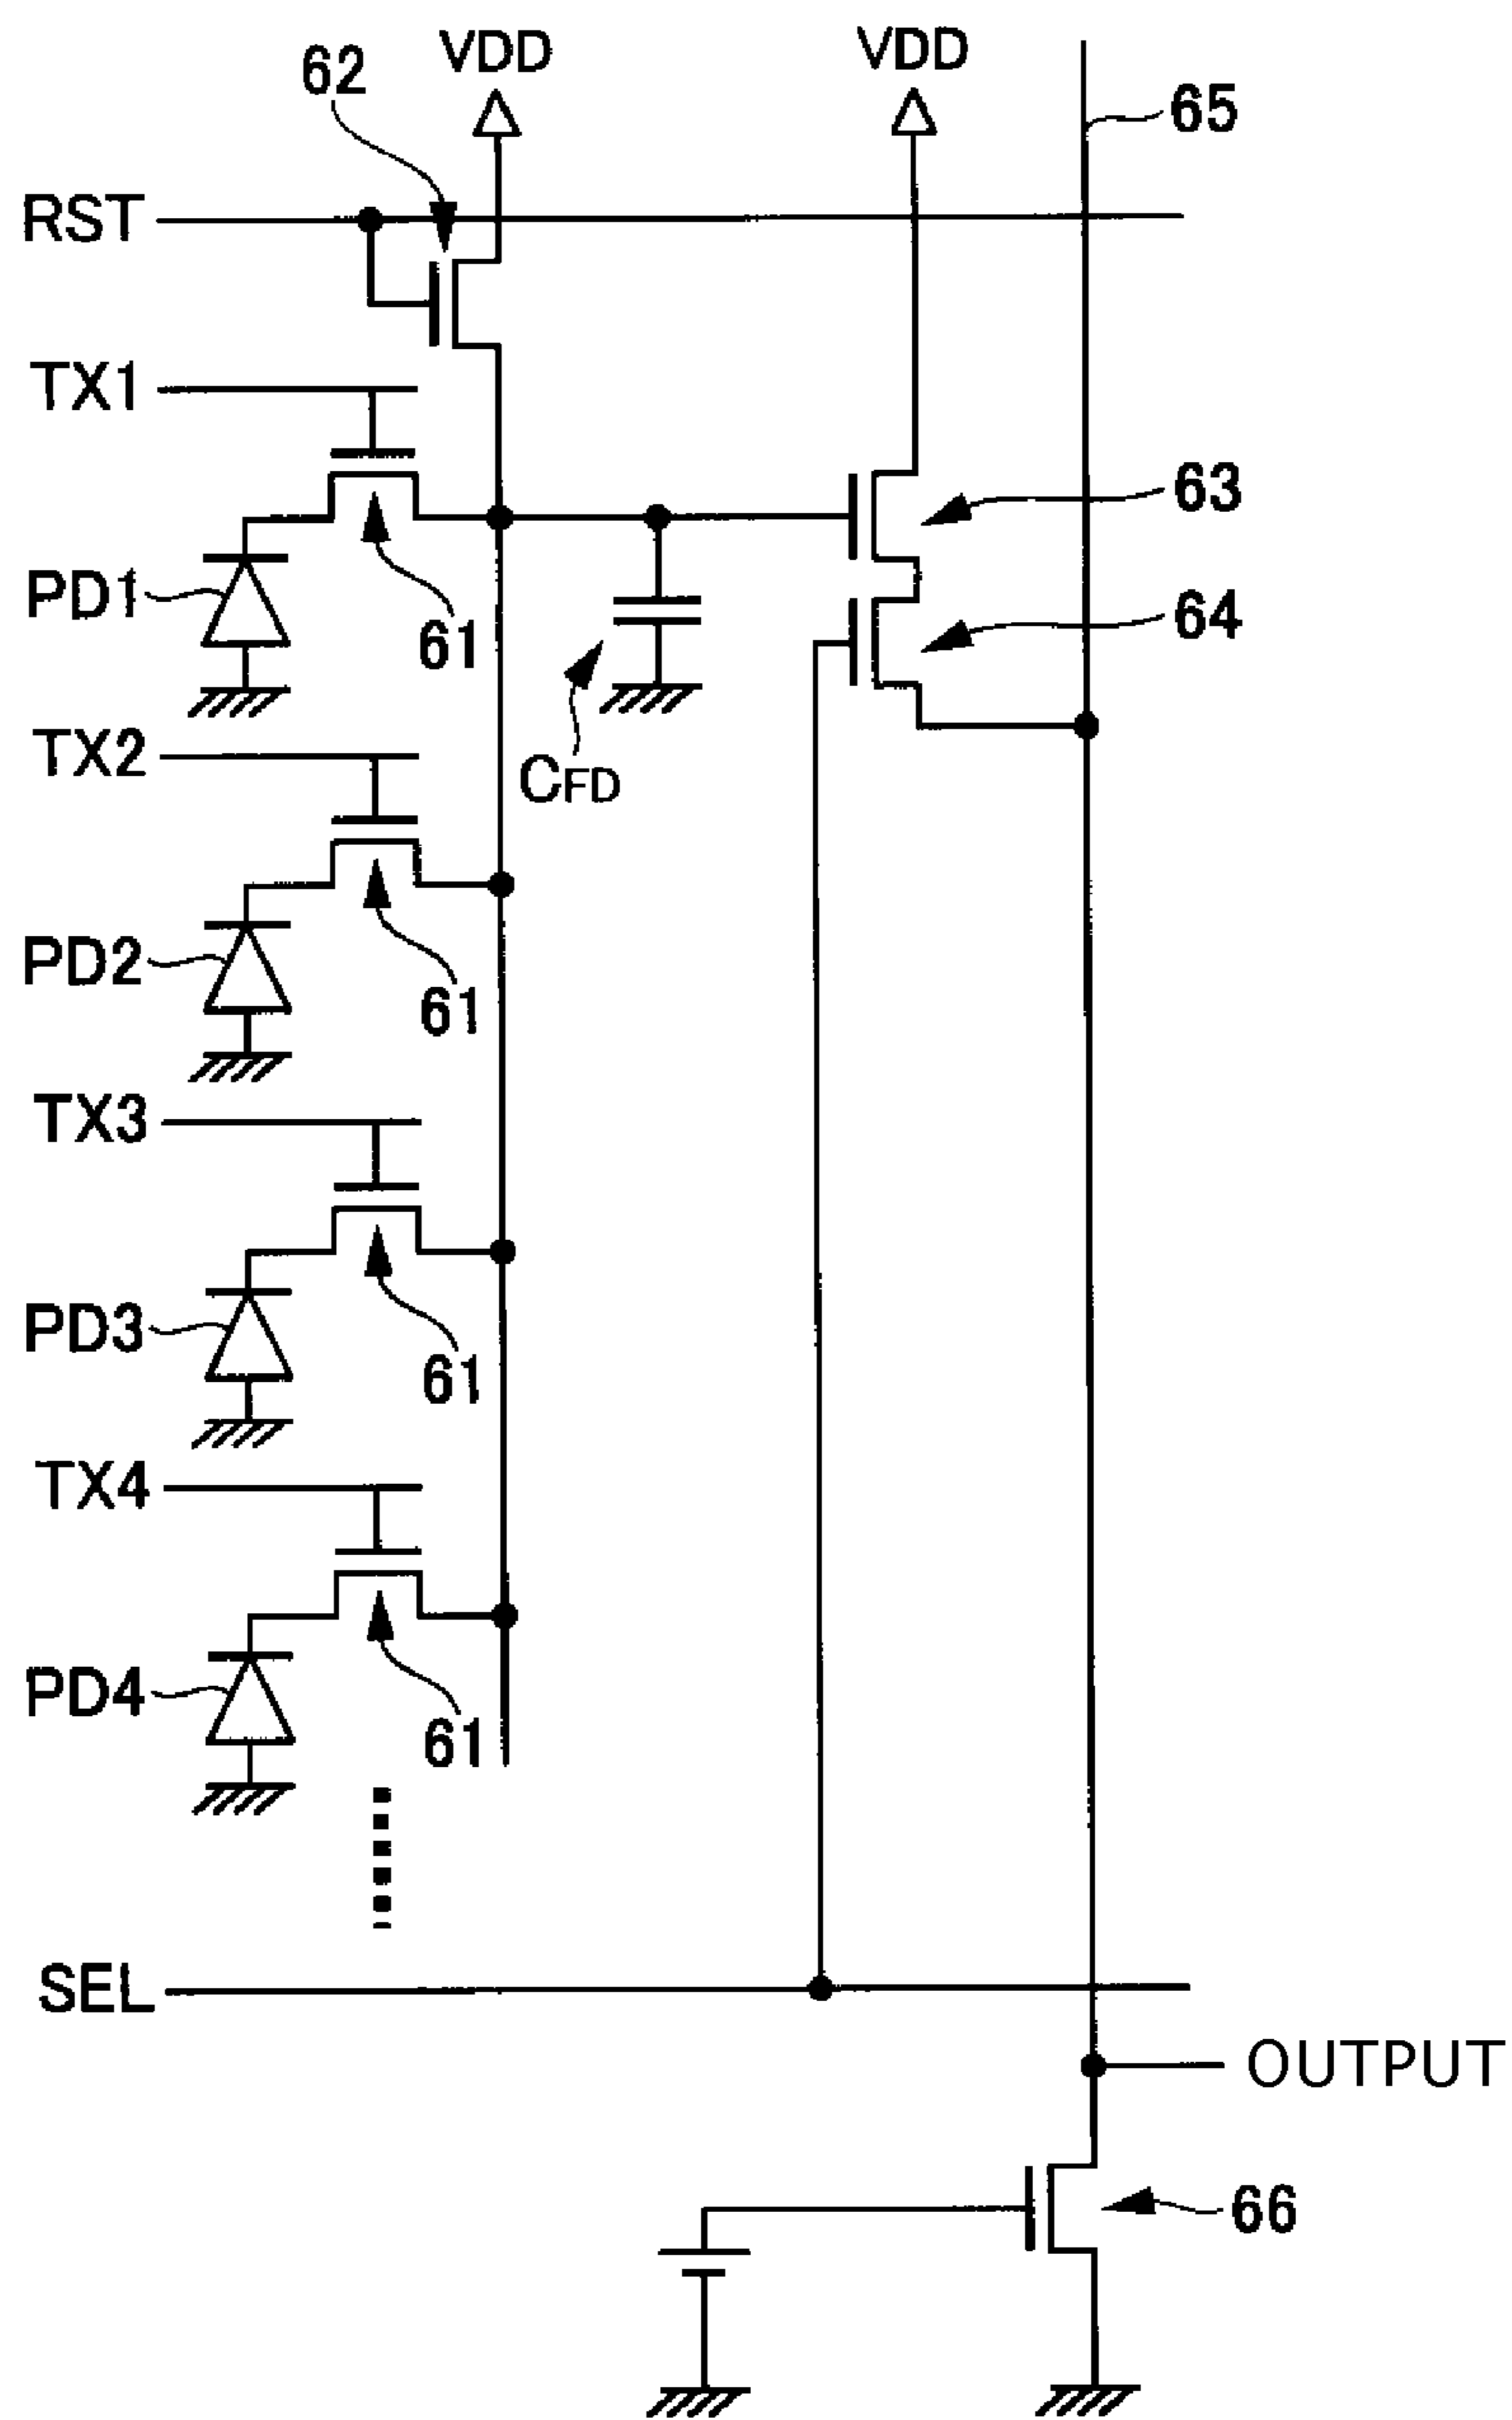 62
VDD
VDD
65
RST
TX1
63
PD1
61
64
TX2
CFD
PD2
61
TX3
PD3
61
TX4
PD4
61
SEL
OUTPUT
66